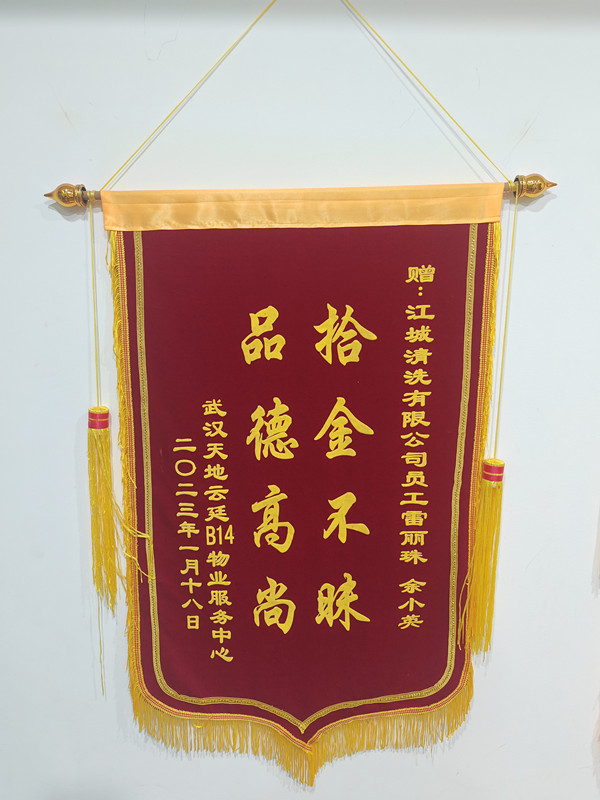 赠:江城清洗有限公司员工雷丽珠 余小英
拾金不昧
品德高尚
武汉天地云廷B14物业服务中心
二〇二三年一月十八日